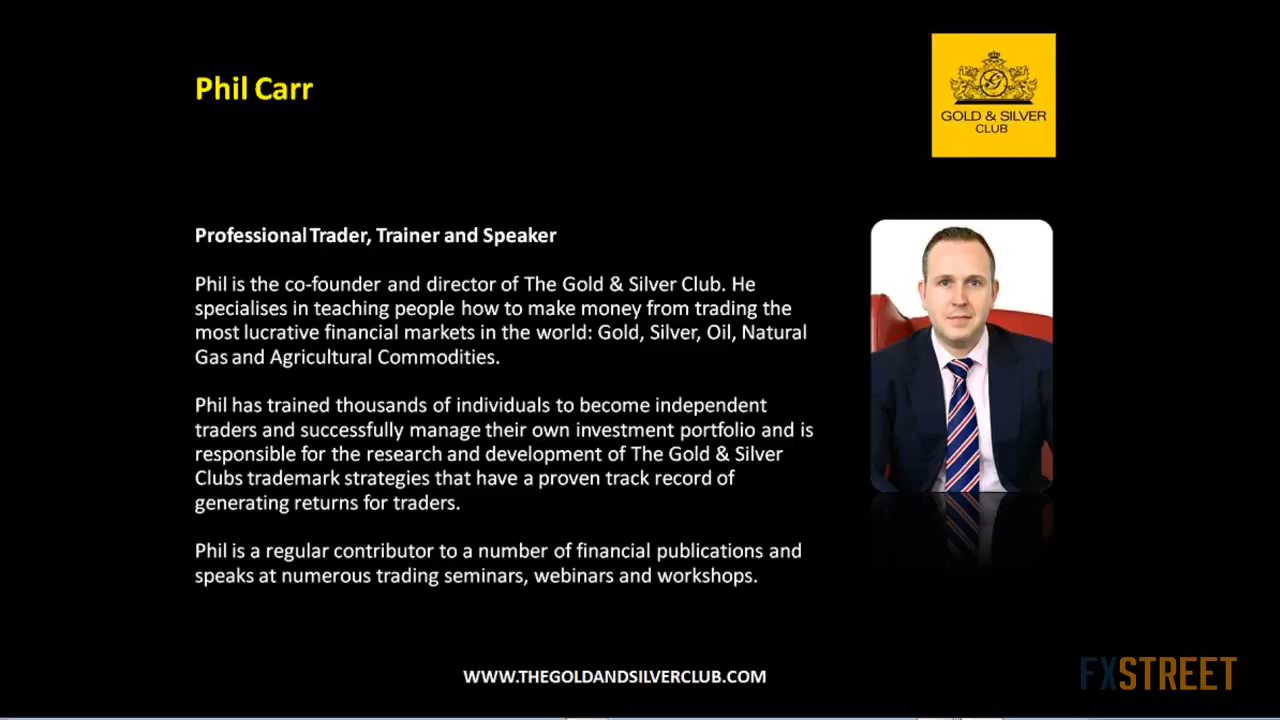 Phil Carr
GOLD & SILVER
CLUB
Professional Trader, Trainer and Speaker
Phil is the co-founder and director of The Gold & Silver Club. He
specialises in teaching people how to make money from trading the
most lucrative financial markets in the world: Gold, Silver, Oil, Natural
Gas and Agricultural Commodities.
Phil has trained thousands of individuals to become independent
traders and successfully manage their own investment portfolio and is
responsible for the research and development of The Gold & Silver
Clubs trademark strategies that have a proven track record of
generating returns for traders.
Phil is a regular contributor to a number of financial publications and
speaks at numerous trading seminars, webinars and workshops.
WWW.THEGOLDANDSILVERCLUB.COM
FXSTREET